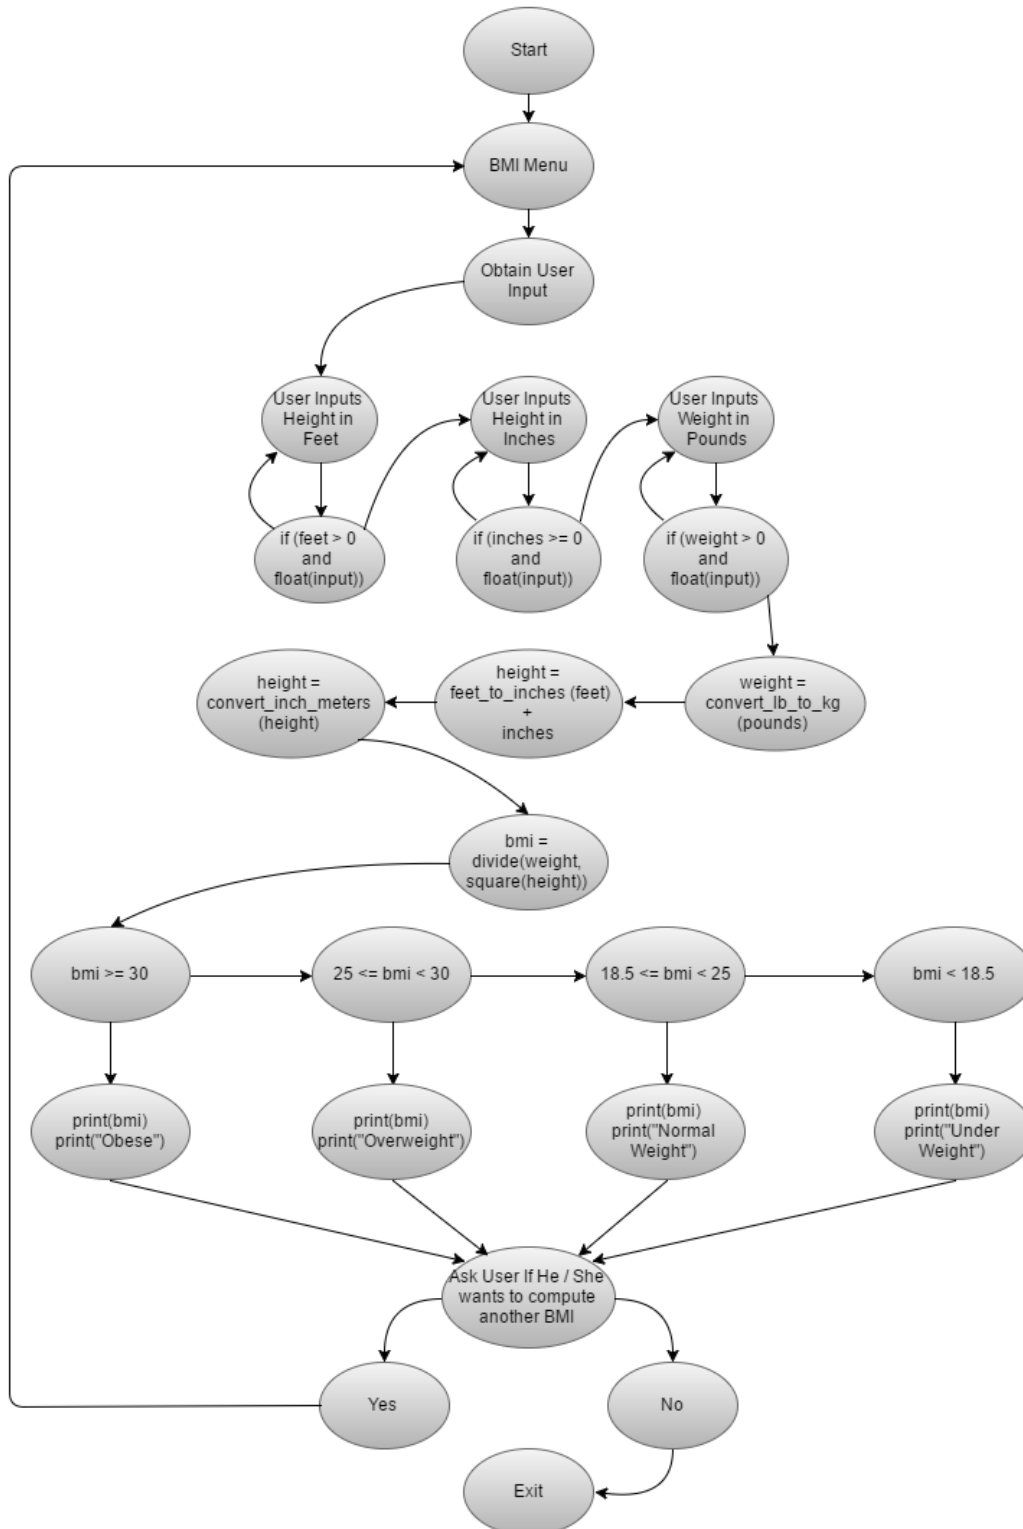 Start
BMI Menu
Obtain User
Input
User Inputs
Height in
Feet
User Inputs
Height in
Inches
User Inputs
Weight in
Pounds
if (feet > 0
and
float(input))
if (inches >= 0
and
float(input))
if (weight > 0
and
float(input))
weight =
convert_lb_to_kg
(pounds)
height =
feet_to_inches (feet)
+
inches
height =
convert_inch_meters
(height)
bmi =
divide(weight,
square(height))
bmi >= 30
25 <= bmi < 30
18.5 <= bmi < 25
bmi < 18.5
print(bmi)
print("Obese")
print(bmi)
print("Overweight")
print(bmi)
print("Normal
Weight")
print(bmi)
print("Under
Weight")
Ask User If He / She
wants to compute
another BMI
Yes
No
Exit